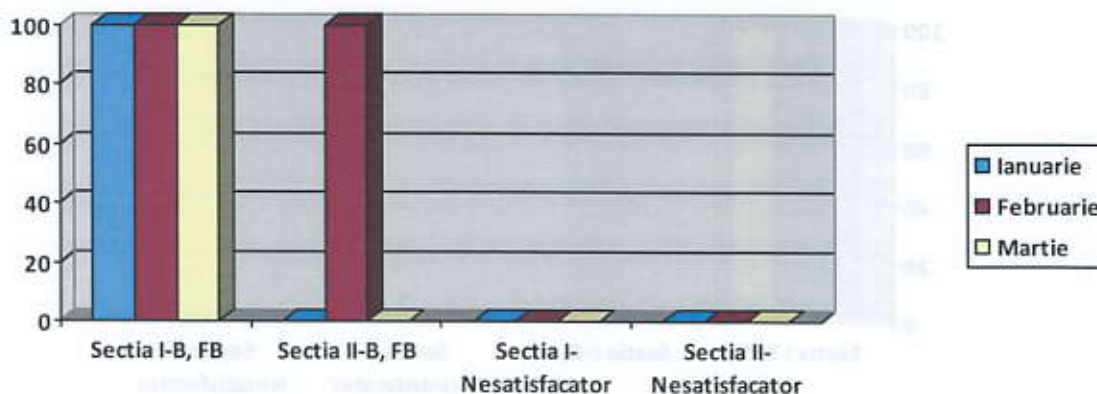 100
80
60
40
20
0
Sectia I-B, FB
Sectia II-B, FB
Sectia I-
Nesatisfacator
Sectia II-
Nesatisfacator
Ianuarie
Februarie
Martie